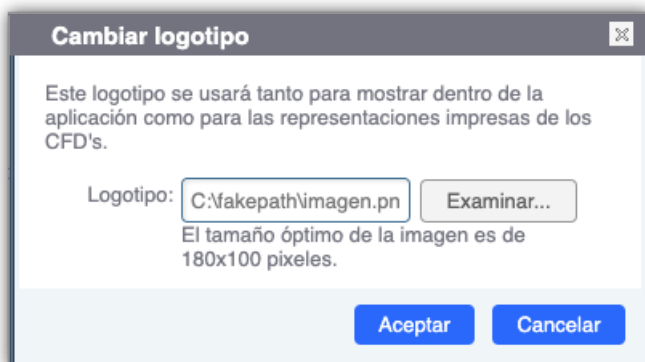 Cambiar logotipo
Este logotipo se usará tanto para mostrar dentro de la
aplicación como para las representaciones impresas de los
CFD's.
Logotipo: C:\fakepath\imagen.pn Examinar...
El tamaño óptimo de la imagen es de
180x100 pixeles.
Aceptar Cancelar